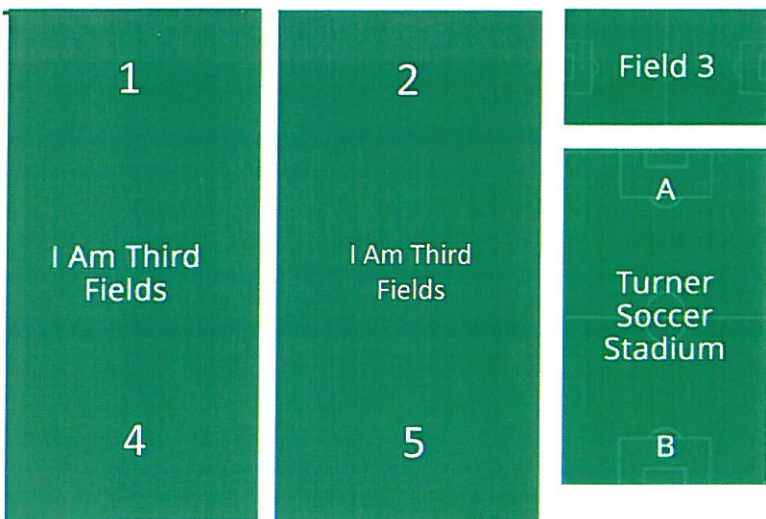 1
I Am Third
Fields
4
2
I Am Third
Fields
5
Field 3
A
Turner
Soccer
Stadium
B